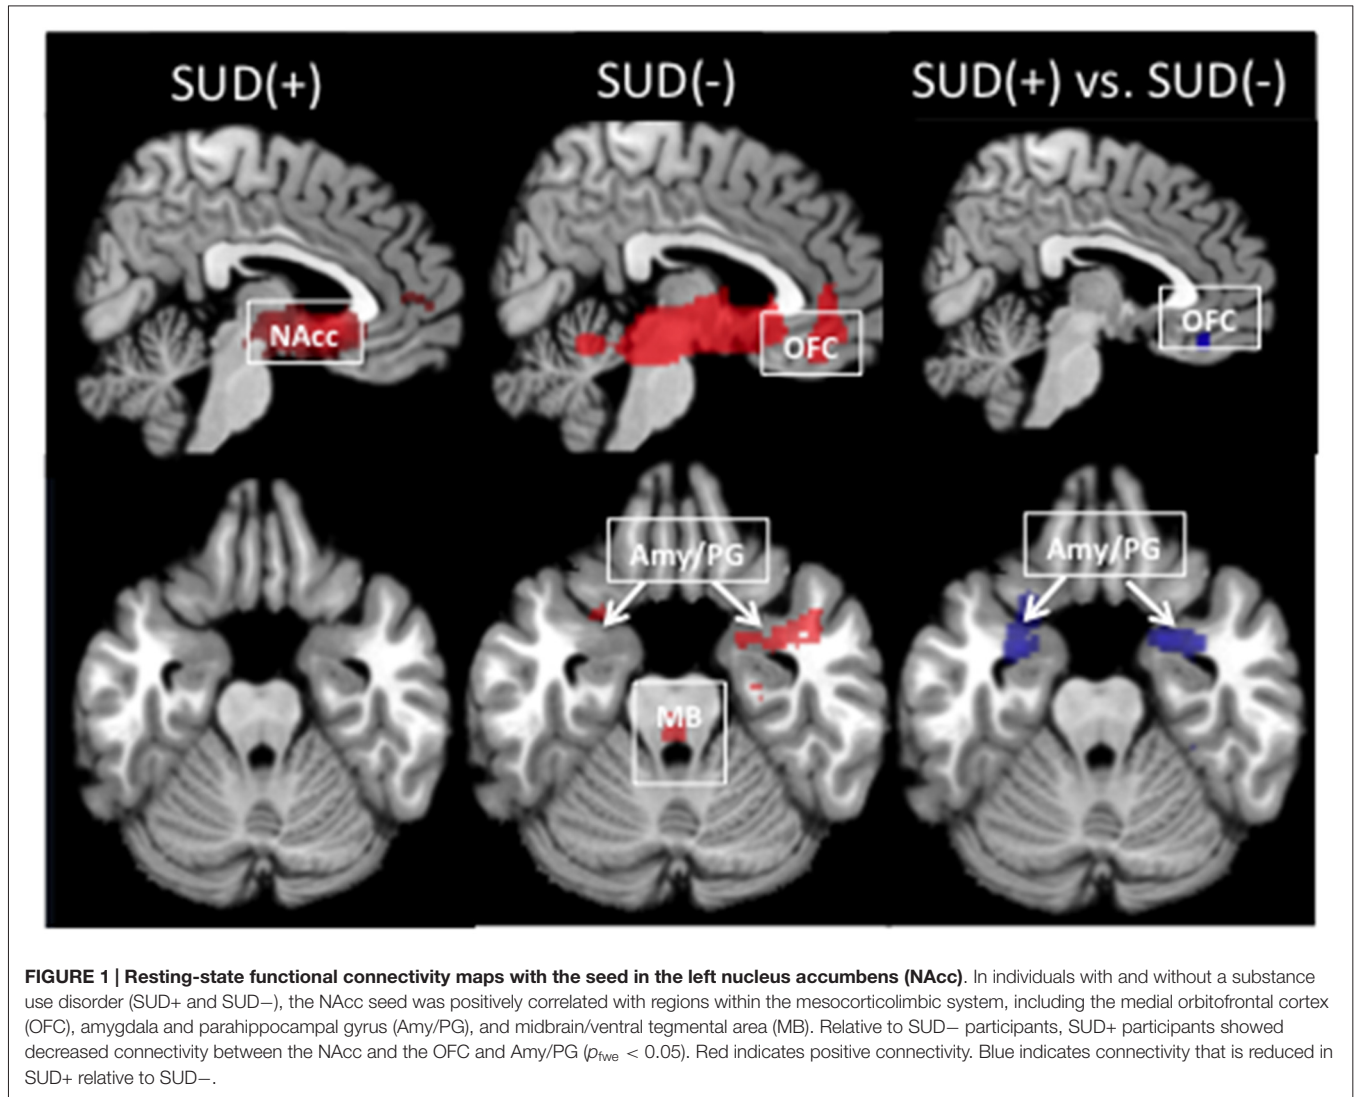 SUD(+)
SUD(-)
SUD(+) vs. SUD(-)
NAcc
OFC
OFC
Amy/PG
Amy/PG
MB
FIGURE 1 | Resting-state functional connectivity maps with the seed in the left nucleus accumbens (NAcc). In individuals with and without a substance
use disorder (SUD+ and SUD−), the NAcc seed was positively correlated with regions within the mesocorticolimbic system, including the medial orbitofrontal cortex
(OFC), amygdala and parahippocampal gyrus (Amy/PG), and midbrain/ventral tegmental area (MB). Relative to SUD− participants, SUD+ participants showed
decreased connectivity between the NAcc and the OFC and Amy/PG (pfwe < 0.05). Red indicates positive connectivity. Blue indicates connectivity that is reduced in
SUD+ relative to SUD−.